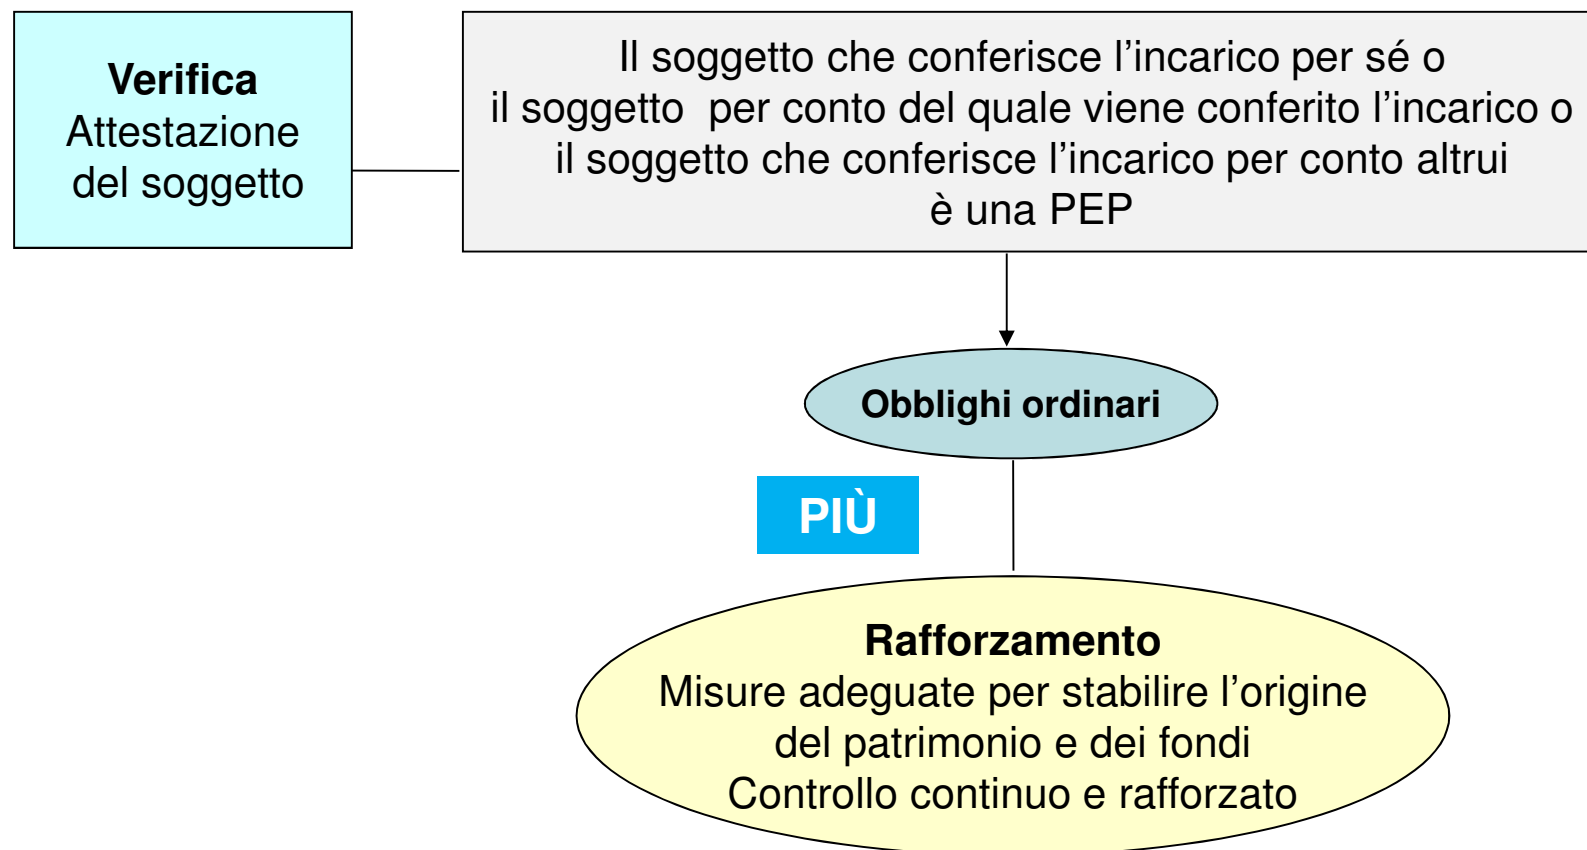 Verifica
Attestazione
del soggetto
Il soggetto che conferisce l’incarico per sé o
il soggetto per conto del quale viene conferito l’incarico o
il soggetto che conferisce l’incarico per conto altrui
è una PEP
Obblighi ordinari
PIÙ
Rafforzamento
Misure adeguate per stabilire l’origine
del patrimonio e dei fondi
Controllo continuo e rafforzato